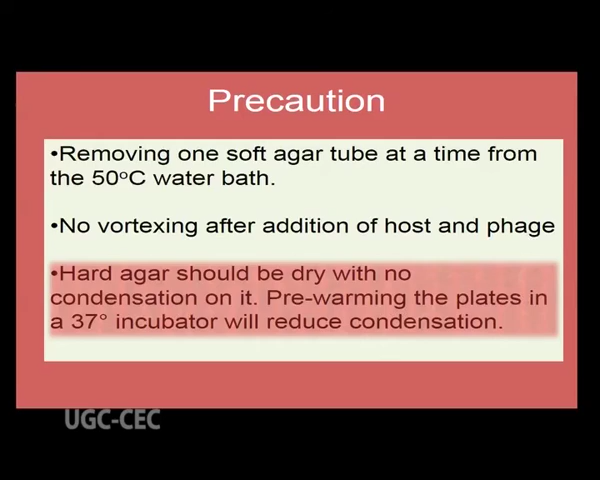 Precaution
•Removing one soft agar tube at a time from
the 50°C water bath.
•No vortexing after addition of host and phage
•Hard agar should be dry with no
condensation on it. Pre-warming the plates in
a 37° incubator will reduce condensation.
UGC-CEC